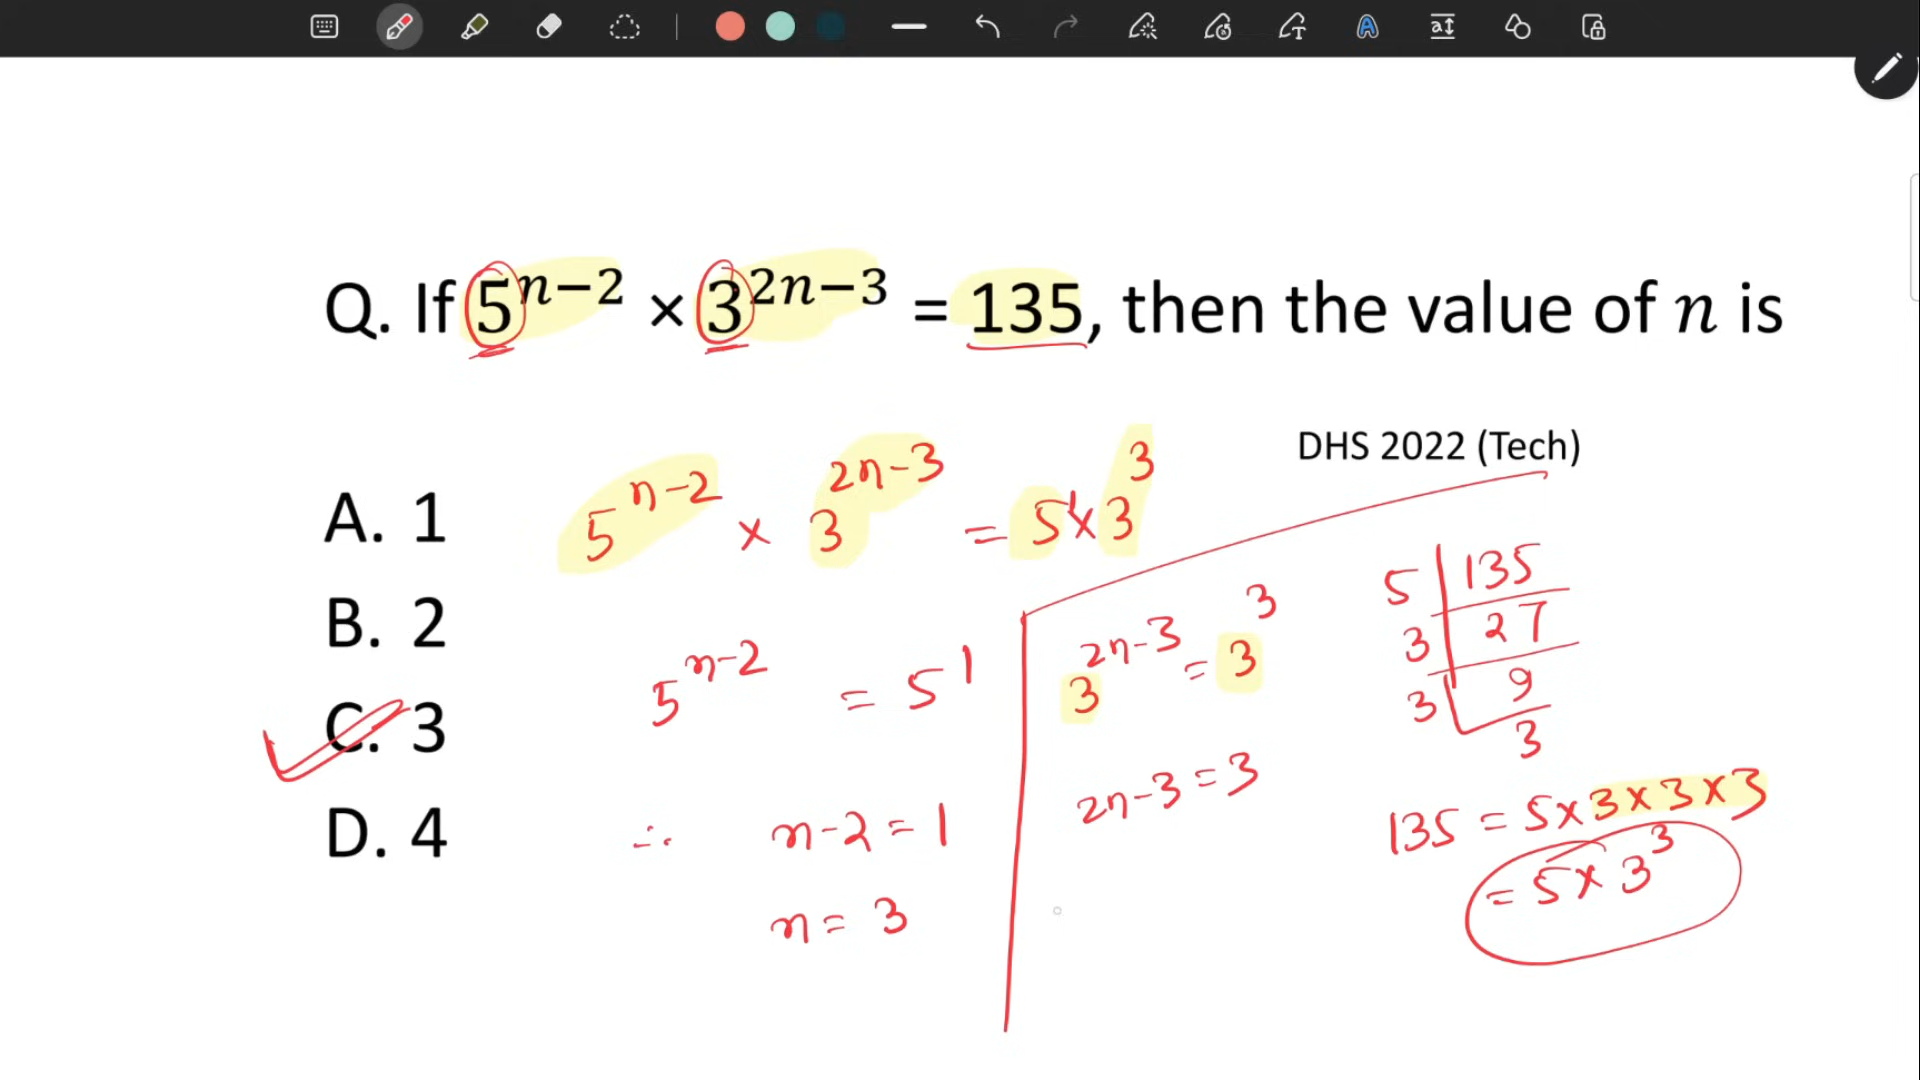 Q. If 5^{n−2} × 3^{2n−3} = 135, then the value of n is
DHS 2022 (Tech)
A. 1
B. 2
C. 3
D. 4
5^{n-2} × 3^{2n-3} = 5^1 × 3^3
5^{n-2} = 5^1
∴ n-2 = 1
n = 3
3^{2n-3} = 3^3
2n-3 = 3
5 | 135
3 | 27
3 | 9
3
135 = 5×3×3×3
= 5×3^3